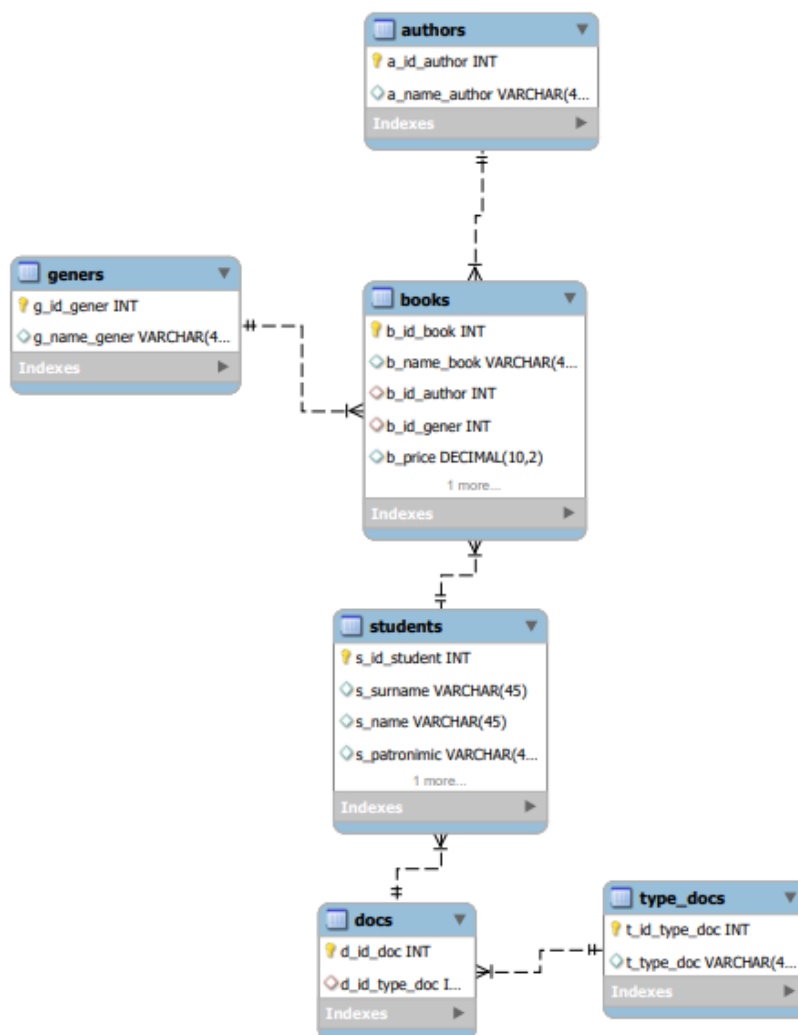 authors
a_id_author INT
a_name_author VARCHAR(4...
Indexes
geners
g_id_gener INT
g_name_gener VARCHAR(4...
Indexes
books
b_id_book INT
b_name_book VARCHAR(4...
b_id_author INT
b_id_gener INT
b_price DECIMAL(10,2)
1 more...
Indexes
students
s_id_student INT
s_surname VARCHAR(45)
s_name VARCHAR(45)
s_patronimic VARCHAR(4...
1 more...
Indexes
docs
d_id_doc INT
d_id_type_doc I...
Indexes
type_docs
t_id_type_doc INT
t_type_doc VARCHAR(4...
Indexes